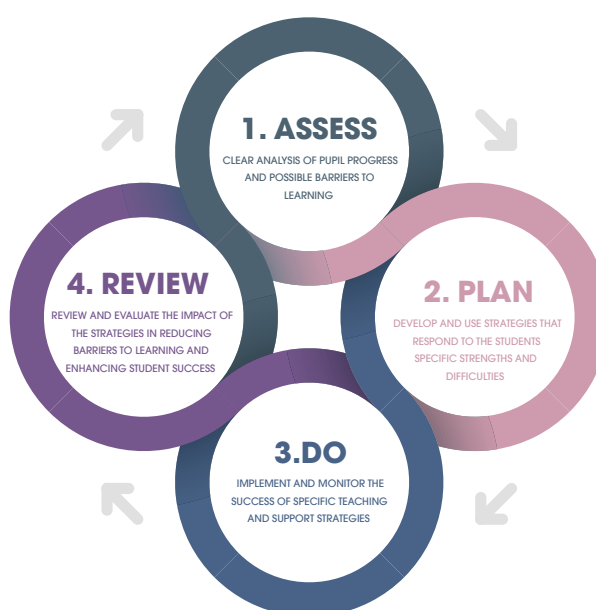 1. ASSESS
CLEAR ANALYSIS OF PUPIL PROGRESS
AND POSSIBLE BARRIERS TO
LEARNING
2. PLAN
DEVELOP AND USE STRATEGIES THAT
RESPOND TO THE STUDENTS
SPECIFIC STRENGTHS AND
DIFFICULTIES
3.DO
IMPLEMENT AND MONITOR THE
SUCCESS OF SPECIFIC TEACHING
AND SUPPORT STRATEGIES
4. REVIEW
REVIEW AND EVALUATE THE IMPACT OF
THE STRATEGIES IN REDUCING
BARRIERS TO LEARNING AND
ENHANCING STUDENT SUCCESS